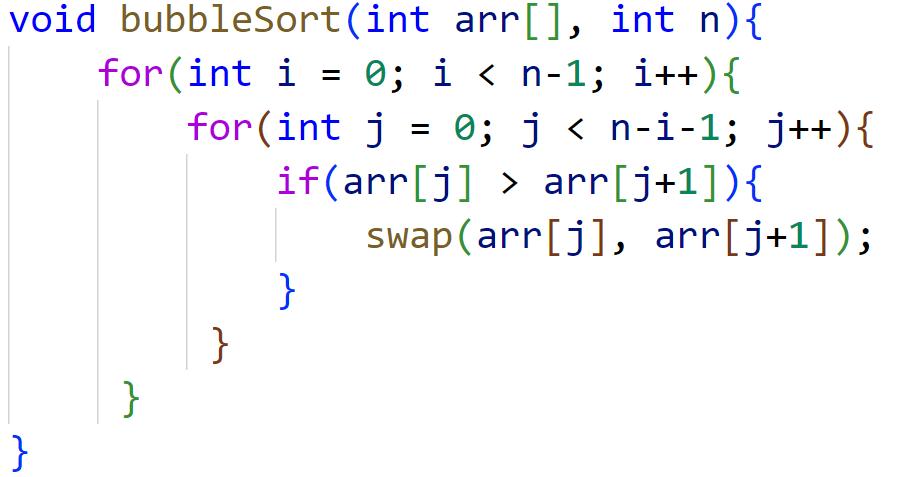 void bubbleSort(int arr[], int n){
    for(int i = 0; i < n-1; i++){
        for(int j = 0; j < n-i-1; j++){
            if(arr[j] > arr[j+1]){
                swap(arr[j], arr[j+1]);
            }
         }
     }
}